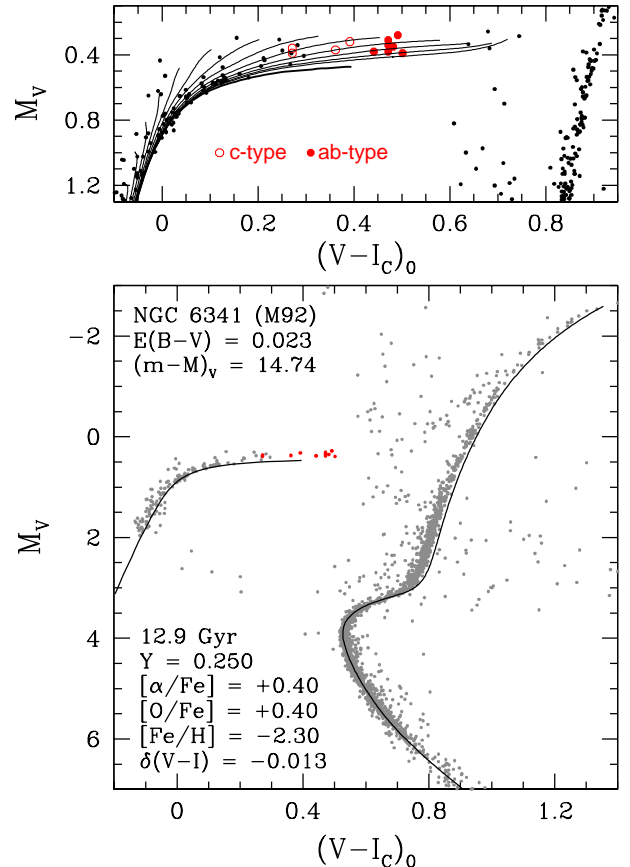 0.4
0.8
1.2
M_V
c-type
ab-type
0 0.2 0.4 0.6 0.8
(V−I_C)_0
NGC 6341 (M92)
E(B−V) = 0.023
(m−M)_V = 14.74
−2
0
2
4
6
M_V
12.9 Gyr
Y = 0.250
[α/Fe] = +0.40
[O/Fe] = +0.40
[Fe/H] = −2.30
δ(V−I) = −0.013
0 0.4 0.8 1.2
(V−I_C)_0